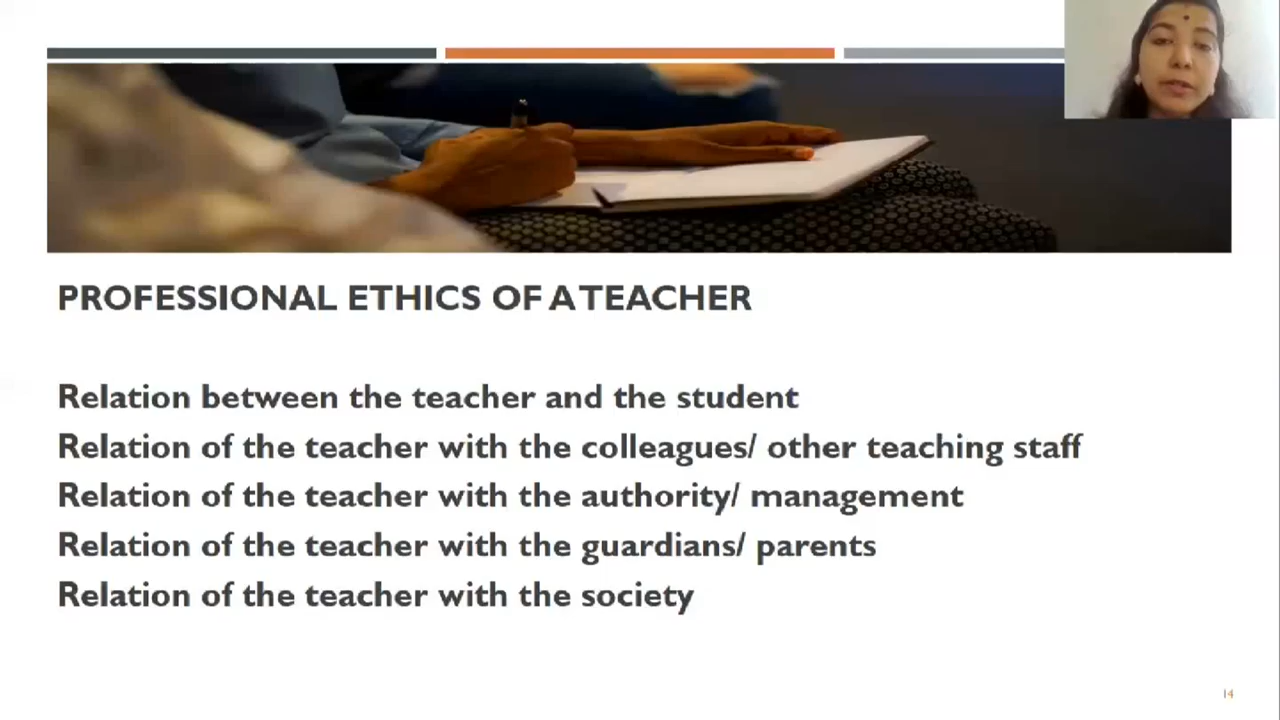 PROFESSIONAL ETHICS OF A TEACHER
Relation between the teacher and the student
Relation of the teacher with the colleagues/ other teaching staff
Relation of the teacher with the authority/ management
Relation of the teacher with the guardians/ parents
Relation of the teacher with the society
14